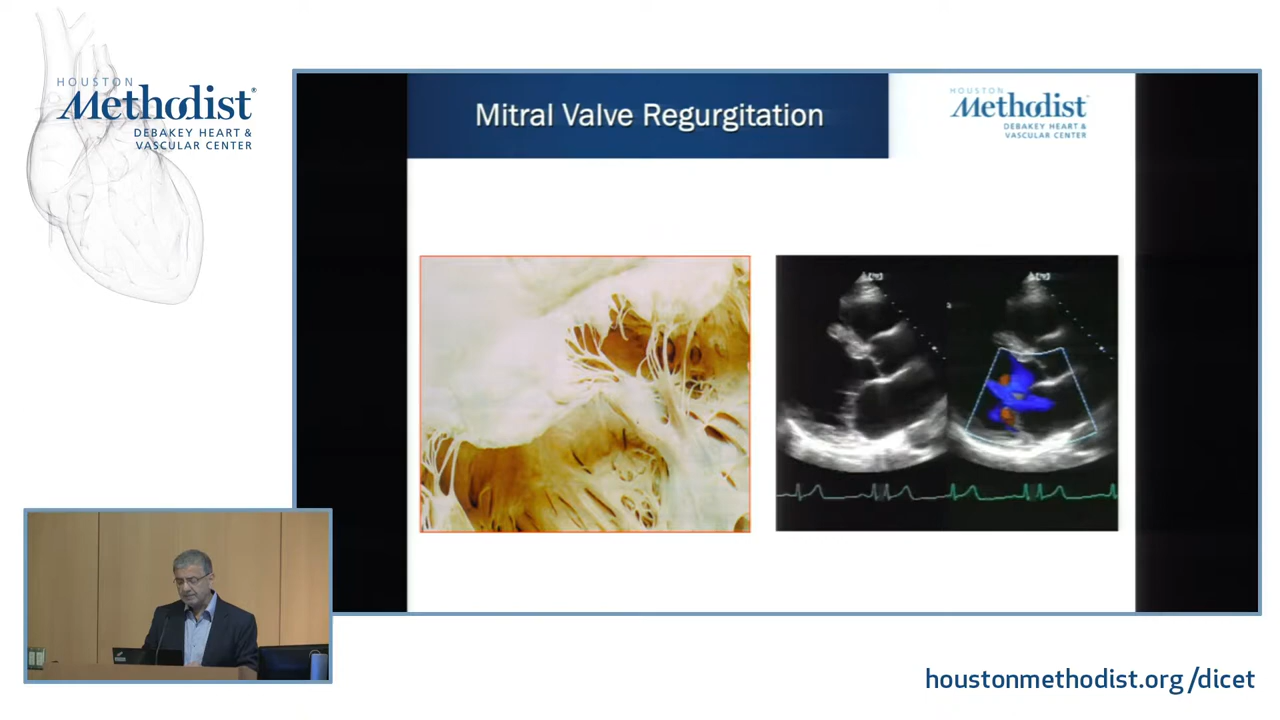 HOUSTON
Methodist®
DEBAKEY HEART &
VASCULAR CENTER
Mitral Valve Regurgitation
HOUSTON
Methodist
DEBAKEY HEART &
VASCULAR CENTER
houstonmethodist.org/dicet